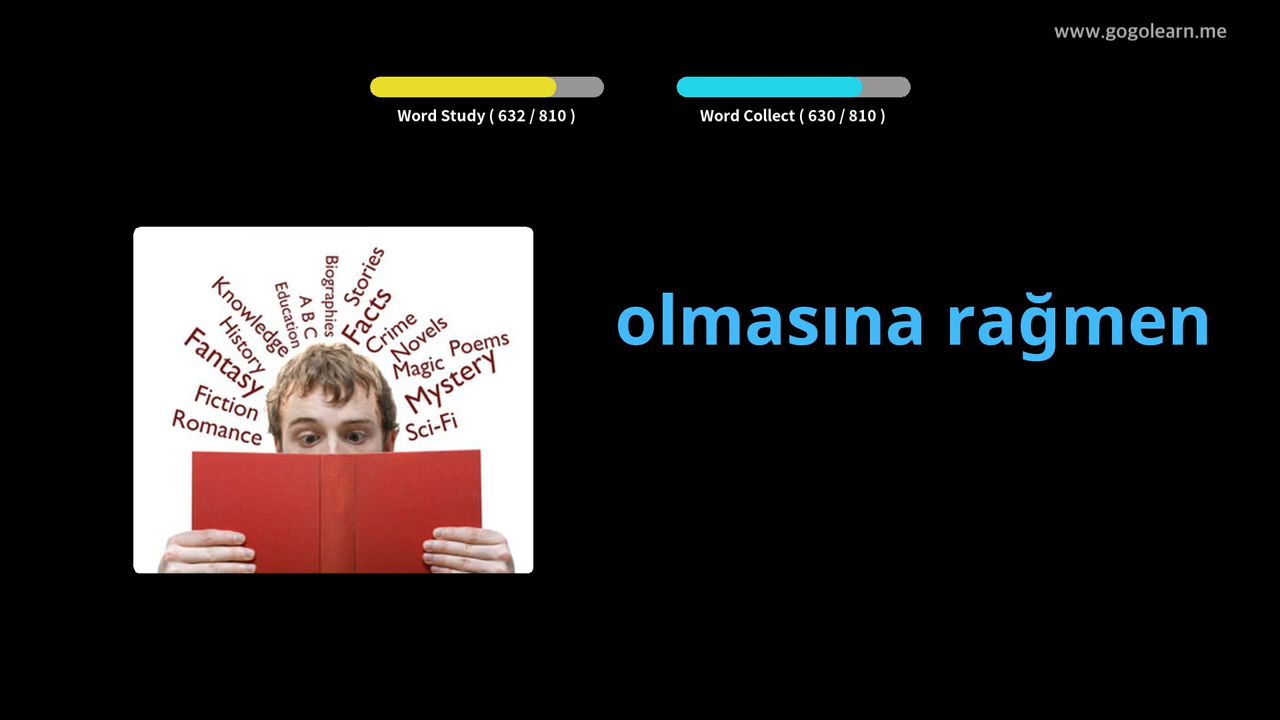 www.gogolearn.me
Word Study ( 632 / 810 )
Word Collect ( 630 / 810 )
olmasına rağmen
Knowledge
History
Fantasy
Fiction
Romance
Education
A B C
Biographies
Stories
Facts
Crime
Novels
Magic
Poems
Mystery
Sci-Fi